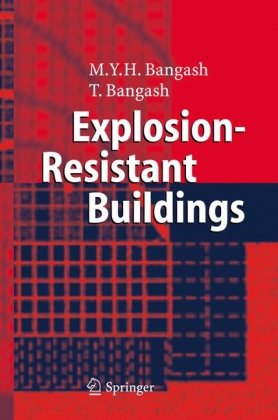 M.Y.H. Bangash
T. Bangash
Explosion-
Resistant
Buildings
Springer